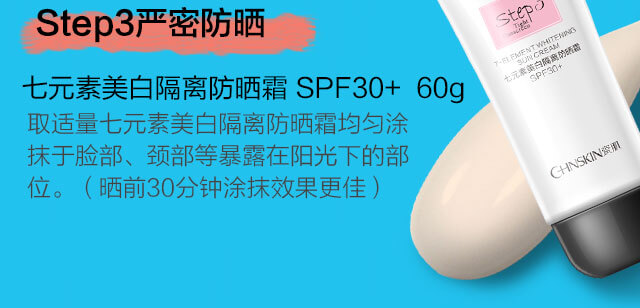 Step3严密防晒
七元素美白隔离防晒霜 SPF30+ 60g
取适量七元素美白隔离防晒霜均匀涂
抹于脸部、颈部等暴露在阳光下的部
位。（晒前30分钟涂抹效果更佳）
Step3
7-ELEMENT WHITENING
SUN CREAM
七元素美白隔离防晒霜
SPF30+
CHNSKIN